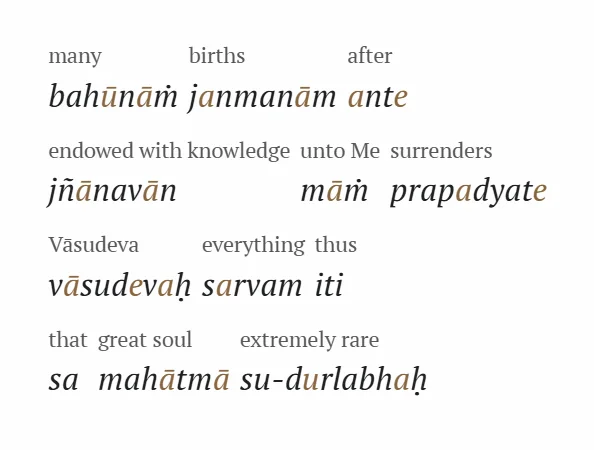 many births after
bahūnāṁ janmanām ante
endowed with knowledge unto Me surrenders
jñānavān māṁ prapadyate
Vāsudeva everything thus
vāsudevaḥ sarvam iti
that great soul extremely rare
sa mahātmā su-durlabhaḥ